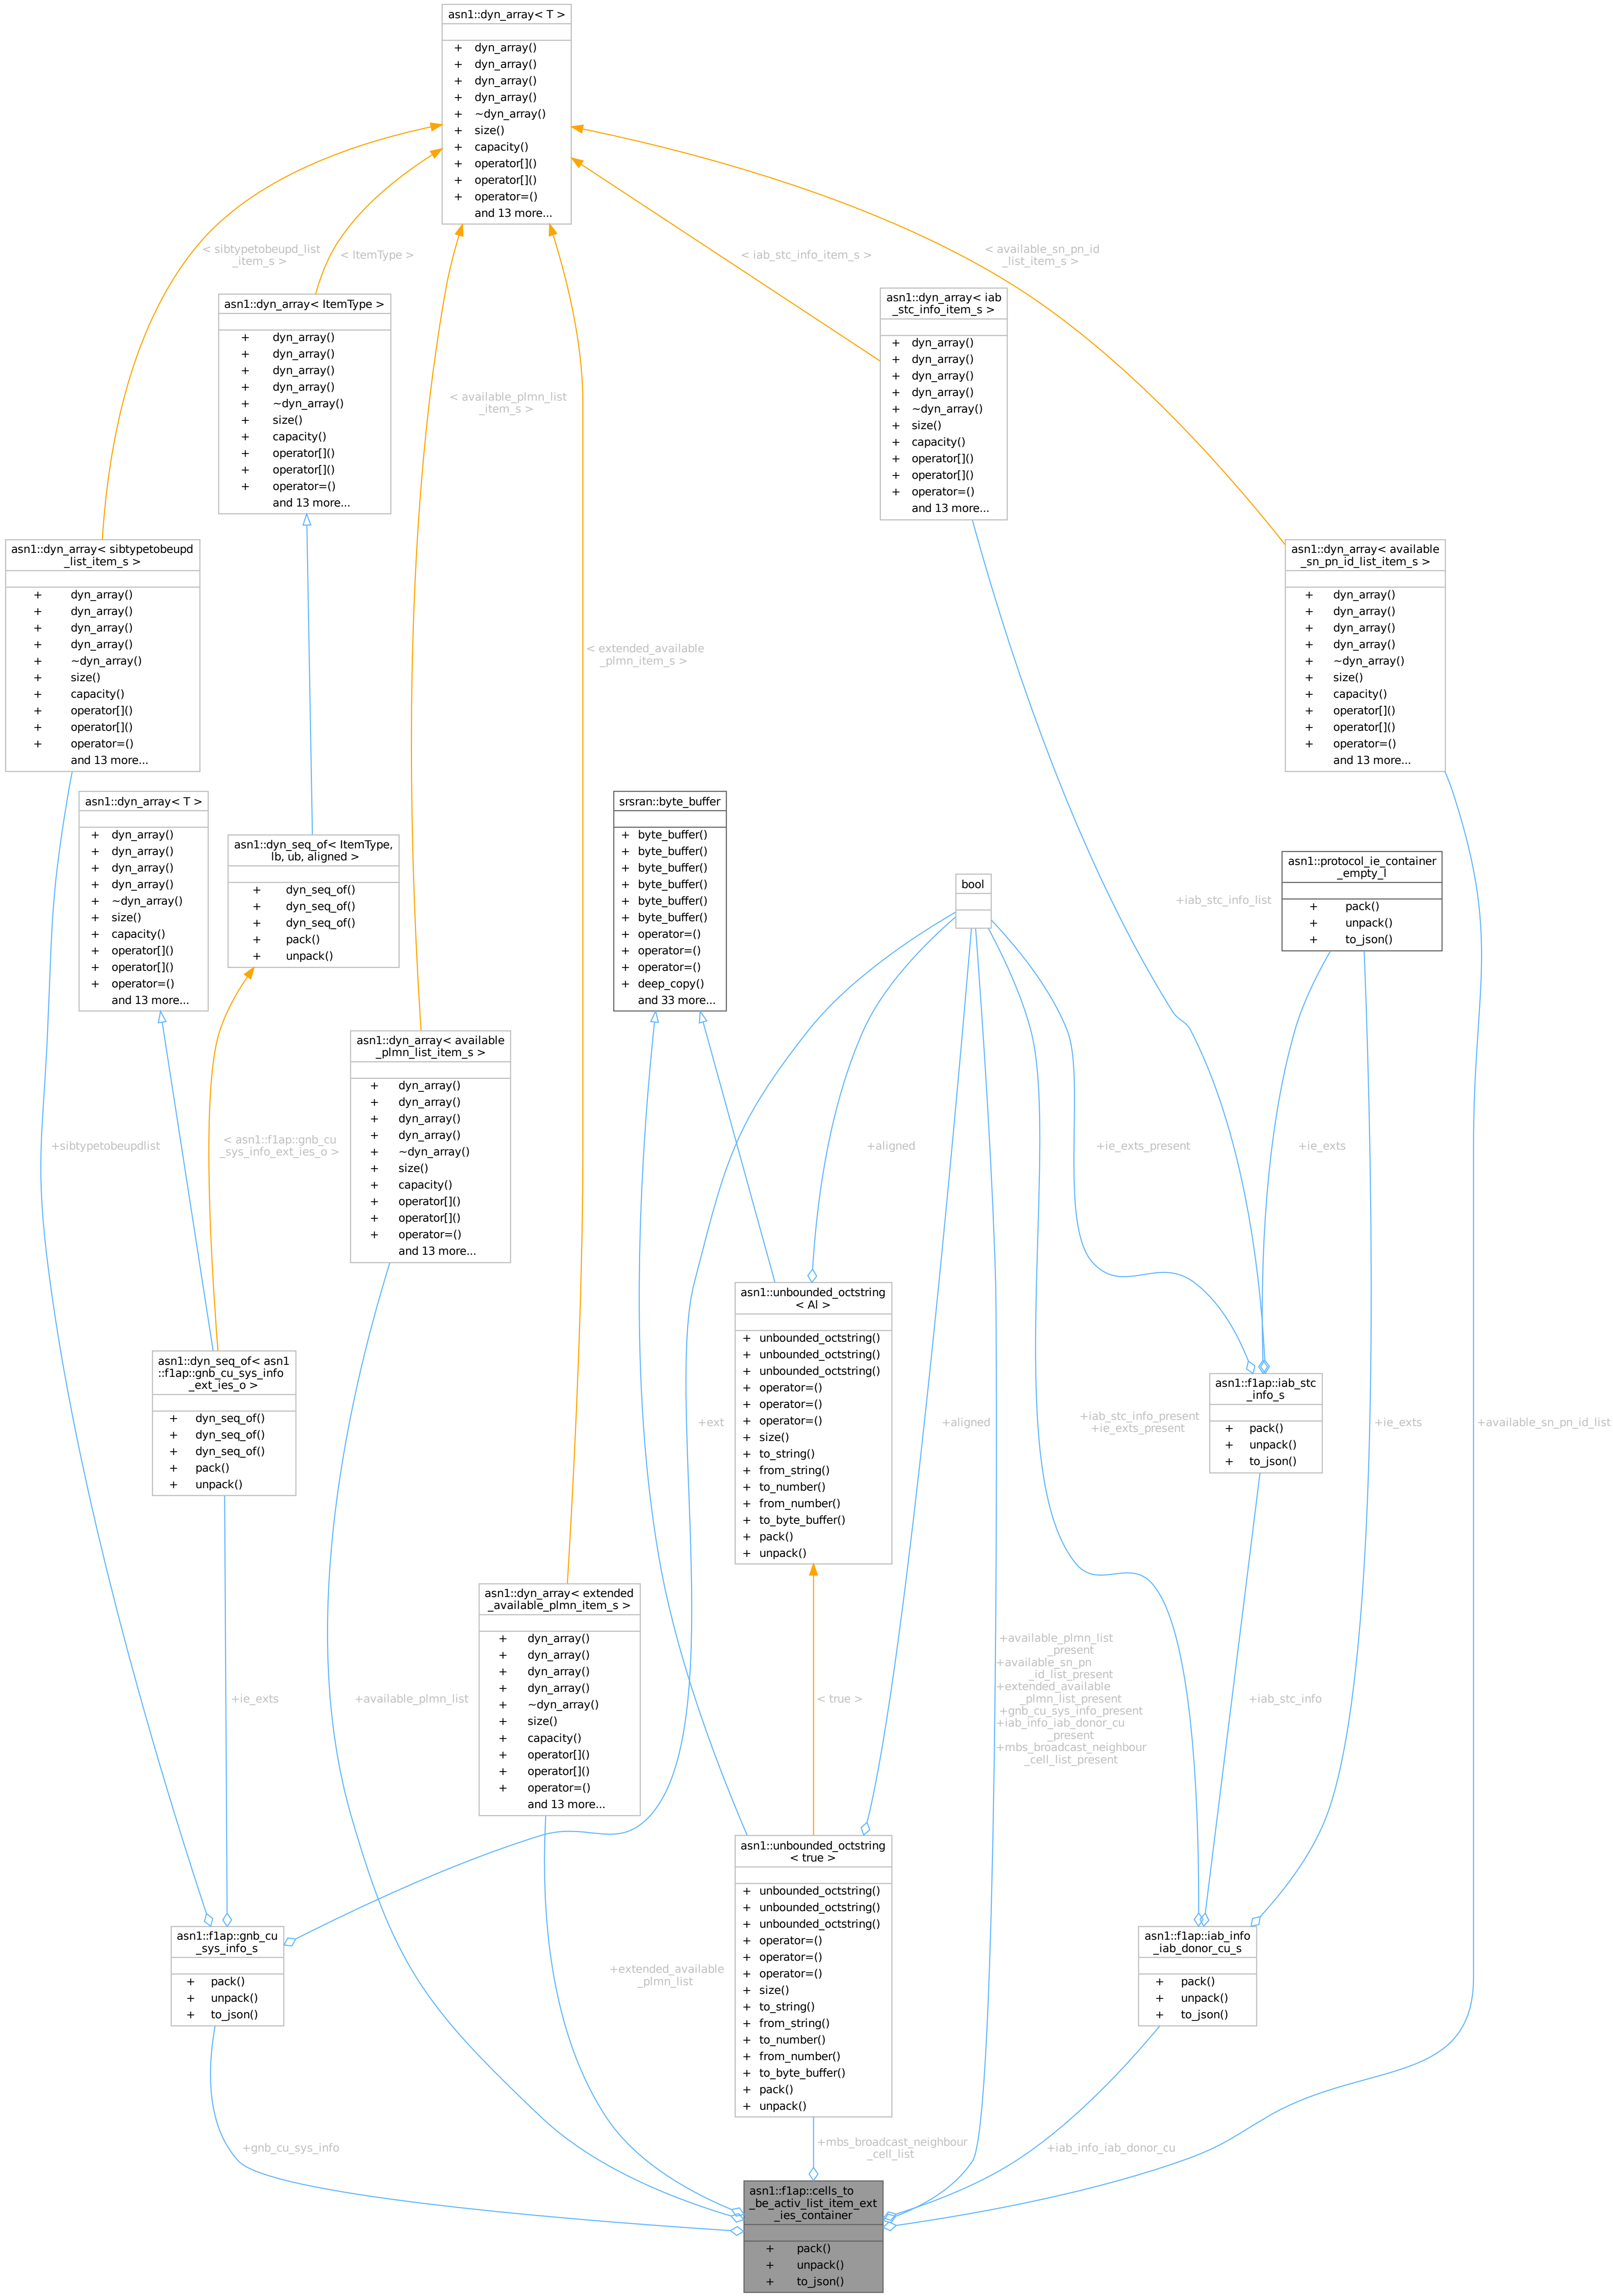 asn1::dyn_array< T >
+ dyn_array()
+ dyn_array()
+ dyn_array()
+ dyn_array()
+ ~dyn_array()
+ size()
+ capacity()
+ operator[]()
+ operator[]()
+ operator=()
and 13 more...
< sibtypetobeupd_list
_item_s >
< ItemType >
< iab_stc_info_item_s >
< available_sn_pn_id
_list_item_s >
asn1::dyn_array< ItemType >
+ dyn_array()
+ dyn_array()
+ dyn_array()
+ dyn_array()
+ ~dyn_array()
+ size()
+ capacity()
+ operator[]()
+ operator[]()
+ operator=()
and 13 more...
asn1::dyn_array< iab
_stc_info_item_s >
+ dyn_array()
+ dyn_array()
+ dyn_array()
+ dyn_array()
+ ~dyn_array()
+ size()
+ capacity()
+ operator[]()
+ operator[]()
+ operator=()
and 13 more...
< available_plmn_list
_item_s >
asn1::dyn_array< sibtypetobeupd
_list_item_s >
+ dyn_array()
+ dyn_array()
+ dyn_array()
+ dyn_array()
+ ~dyn_array()
+ size()
+ capacity()
+ operator[]()
+ operator[]()
+ operator=()
and 13 more...
asn1::dyn_array< available
_sn_pn_id_list_item_s >
+ dyn_array()
+ dyn_array()
+ dyn_array()
+ dyn_array()
+ ~dyn_array()
+ size()
+ capacity()
+ operator[]()
+ operator[]()
+ operator=()
and 13 more...
< extended_available
_plmn_item_s >
asn1::dyn_array< T >
+ dyn_array()
+ dyn_array()
+ dyn_array()
+ dyn_array()
+ ~dyn_array()
+ size()
+ capacity()
+ operator[]()
+ operator[]()
+ operator=()
and 13 more...
asn1::dyn_seq_of< ItemType,
lb, ub, aligned >
+ dyn_seq_of()
+ dyn_seq_of()
+ dyn_seq_of()
+ pack()
+ unpack()
srsran::byte_buffer
+ byte_buffer()
+ byte_buffer()
+ byte_buffer()
+ byte_buffer()
+ byte_buffer()
+ byte_buffer()
+ operator=()
+ operator=()
+ operator=()
+ deep_copy()
and 33 more...
bool
+iab_stc_info_list
asn1::protocol_ie_container
_empty_l
+ pack()
+ unpack()
+ to_json()
asn1::dyn_array< available
_plmn_list_item_s >
+ dyn_array()
+ dyn_array()
+ dyn_array()
+ dyn_array()
+ ~dyn_array()
+ size()
+ capacity()
+ operator[]()
+ operator[]()
+ operator=()
and 13 more...
+sibtypetobeupdlist
< asn1::f1ap::gnb_cu
_sys_info_ext_ies_o >
+aligned
+ie_exts_present
+ie_exts
asn1::unbounded_octstring
< Al >
+ unbounded_octstring()
+ unbounded_octstring()
+ unbounded_octstring()
+ operator=()
+ operator=()
+ operator=()
+ size()
+ to_string()
+ from_string()
+ to_number()
+ from_number()
+ to_byte_buffer()
+ pack()
+ unpack()
asn1::dyn_seq_of< asn1
::f1ap::gnb_cu_sys_info
_ext_ies_o >
+ dyn_seq_of()
+ dyn_seq_of()
+ dyn_seq_of()
+ pack()
+ unpack()
asn1::f1ap::iab_stc
_info_s
+ pack()
+ unpack()
+ to_json()
+ext
+aligned
+iab_stc_info_present
+ie_exts_present
+ie_exts
+available_sn_pn_id_list
asn1::dyn_array< extended
_available_plmn_item_s >
+ dyn_array()
+ dyn_array()
+ dyn_array()
+ dyn_array()
+ ~dyn_array()
+ size()
+ capacity()
+ operator[]()
+ operator[]()
+ operator=()
and 13 more...
+ie_exts
+available_plmn_list
< true >
+available_plmn_list
_present
+available_sn_pn
_id_list_present
+extended_available
_plmn_list_present
+gnb_cu_sys_info_present
+iab_info_iab_donor_cu
_present
+mbs_broadcast_neighbour
_cell_list_present
+iab_stc_info
asn1::unbounded_octstring
< true >
+ unbounded_octstring()
+ unbounded_octstring()
+ unbounded_octstring()
+ operator=()
+ operator=()
+ operator=()
+ size()
+ to_string()
+ from_string()
+ to_number()
+ from_number()
+ to_byte_buffer()
+ pack()
+ unpack()
asn1::f1ap::gnb_cu
_sys_info_s
+ pack()
+ unpack()
+ to_json()
+extended_available
_plmn_list
asn1::f1ap::iab_info
_iab_donor_cu_s
+ pack()
+ unpack()
+ to_json()
+gnb_cu_sys_info
+mbs_broadcast_neighbour
_cell_list
+iab_info_iab_donor_cu
asn1::f1ap::cells_to
_be_activ_list_item_ext
_ies_container
+ pack()
+ unpack()
+ to_json()